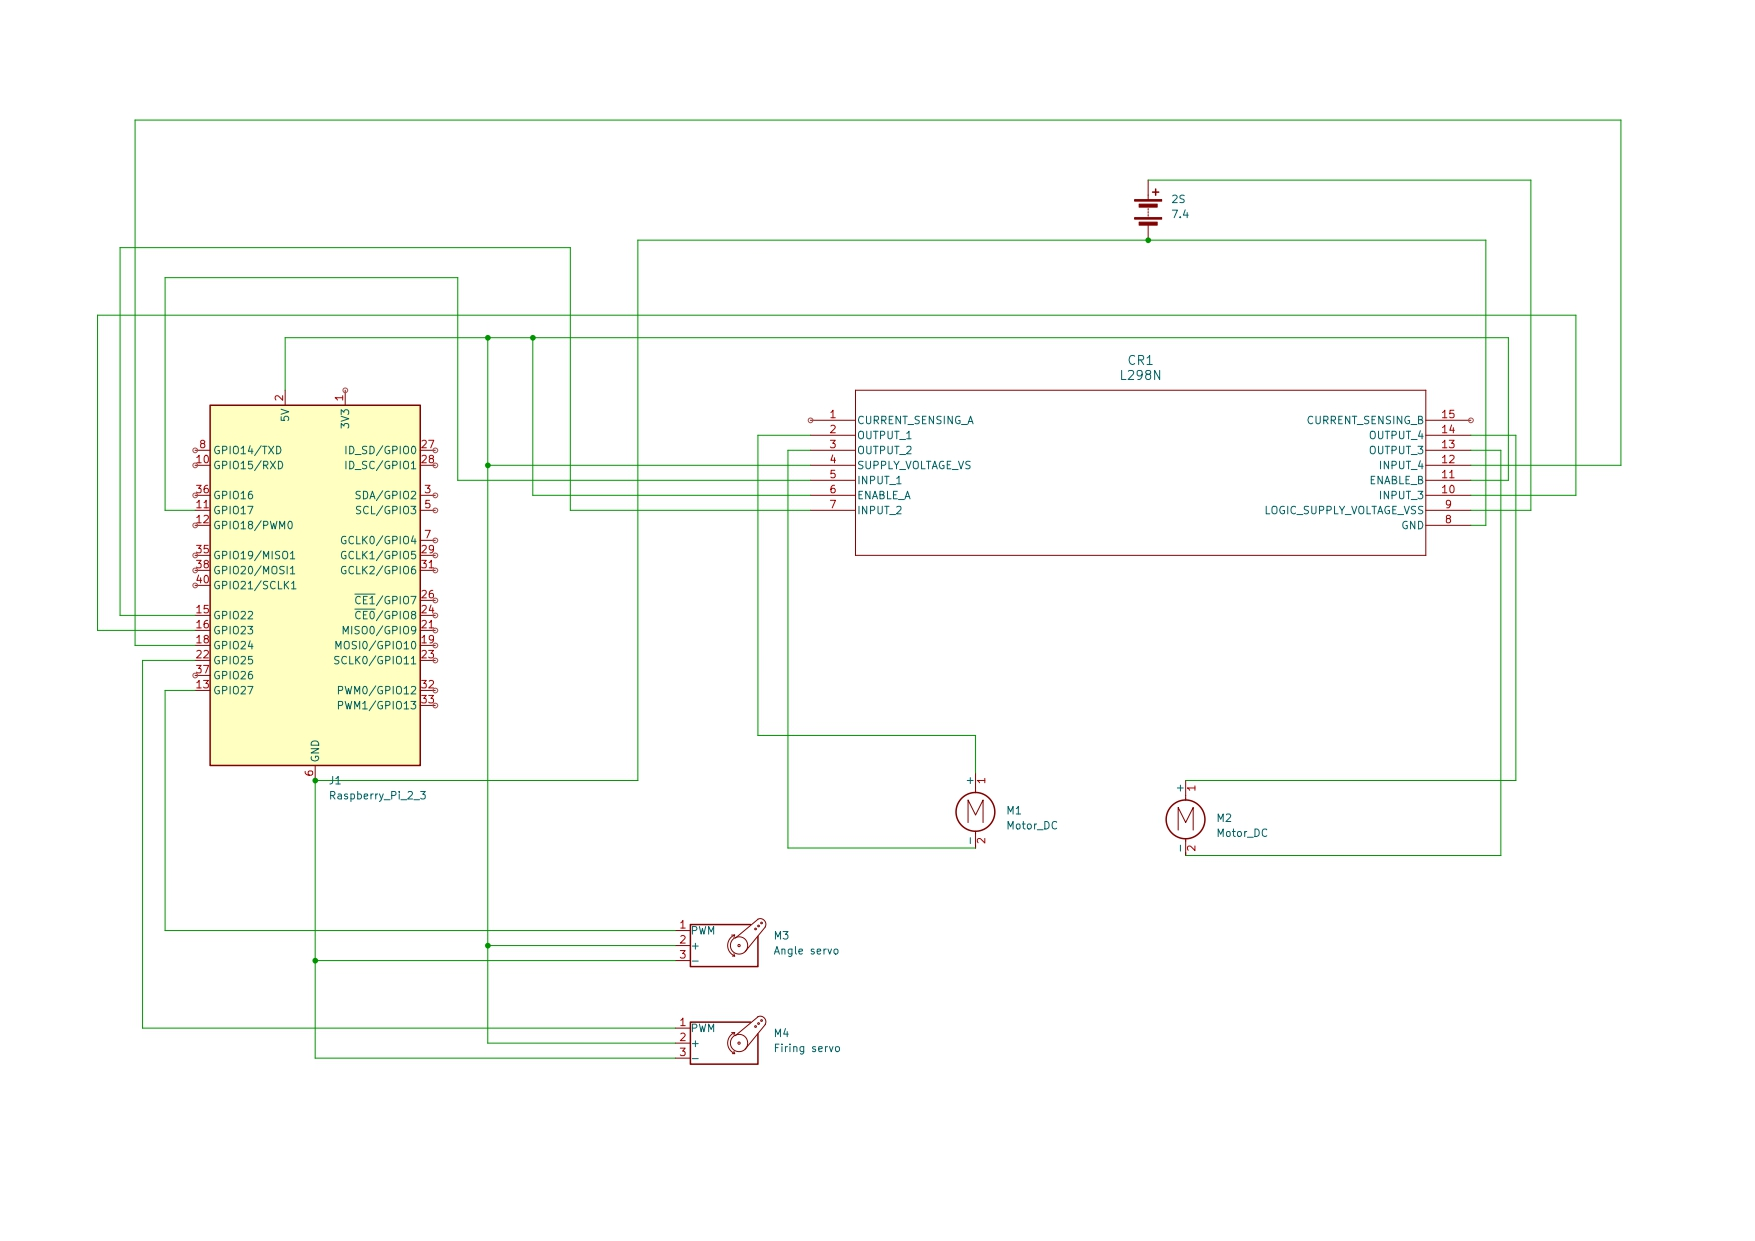 +
2S
7.4
CR1
L298N
1 CURRENT_SENSING_A
2 OUTPUT_1
3 OUTPUT_2
4 SUPPLY_VOLTAGE_VS
5 INPUT_1
6 ENABLE_A
7 INPUT_2
CURRENT_SENSING_B 15
OUTPUT_4 14
OUTPUT_3 13
INPUT_4 12
ENABLE_B 11
INPUT_3 10
LOGIC_SUPPLY_VOLTAGE_VSS 9
GND 8
2 5V
1 3V3
8 GPIO14/TXD
10 GPIO15/RXD
36 GPIO16
11 GPIO17
12 GPIO18/PWM0
35 GPIO19/MISO1
38 GPIO20/MOSI1
40 GPIO21/SCLK1
15 GPIO22
16 GPIO23
18 GPIO24
22 GPIO25
37 GPIO26
13 GPIO27
ID_SD/GPIO0 27
ID_SC/GPIO1 28
SDA/GPIO2 3
SCL/GPIO3 5
GCLK0/GPIO4 7
GCLK1/GPIO5 29
GCLK2/GPIO6 31
CE1/GPIO7 26
CE0/GPIO8 24
MISO0/GPIO9 21
MOSI0/GPIO10 19
SCLK0/GPIO11 23
PWM0/GPIO12 32
PWM1/GPIO13 33
GND 6
J1
Raspberry_Pi_2_3
+ 1
M
M1
Motor_DC
- 2
+ 1
M
M2
Motor_DC
- 2
1 PWM
2 +
3 -
M3
Angle servo
1 PWM
2 +
3 -
M4
Firing servo